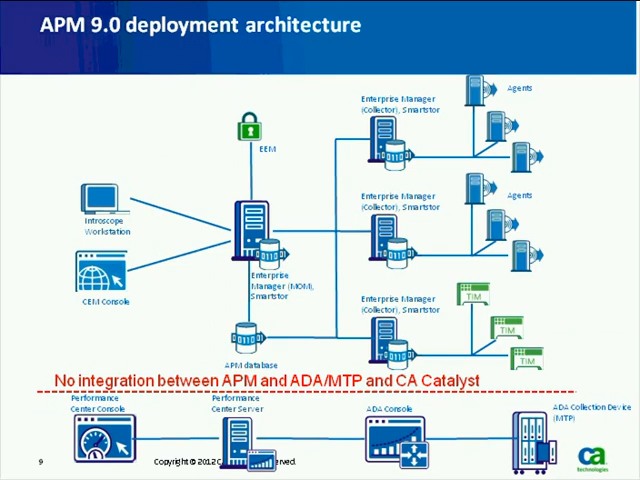 APM 9.0 deployment architecture
Agents
Enterprise Manager
(Collector), Smartstor
EEM
Enterprise Manager
(Collector), Smartstor
Agents
Introscope
Workstation
Enterprise
Manager (MOM),
Smartstor
CEM Console
Enterprise Manager
(Collector), Smartstor
TIM
TIM
TIM
APM database
No integration between APM and ADA/MTP and CA Catalyst
Performance
Center Console
Performance
Center Server
ADA Console
ADA Collection Device
(MTP)
9
Copyright © 2012 C
served.
ca
technologies